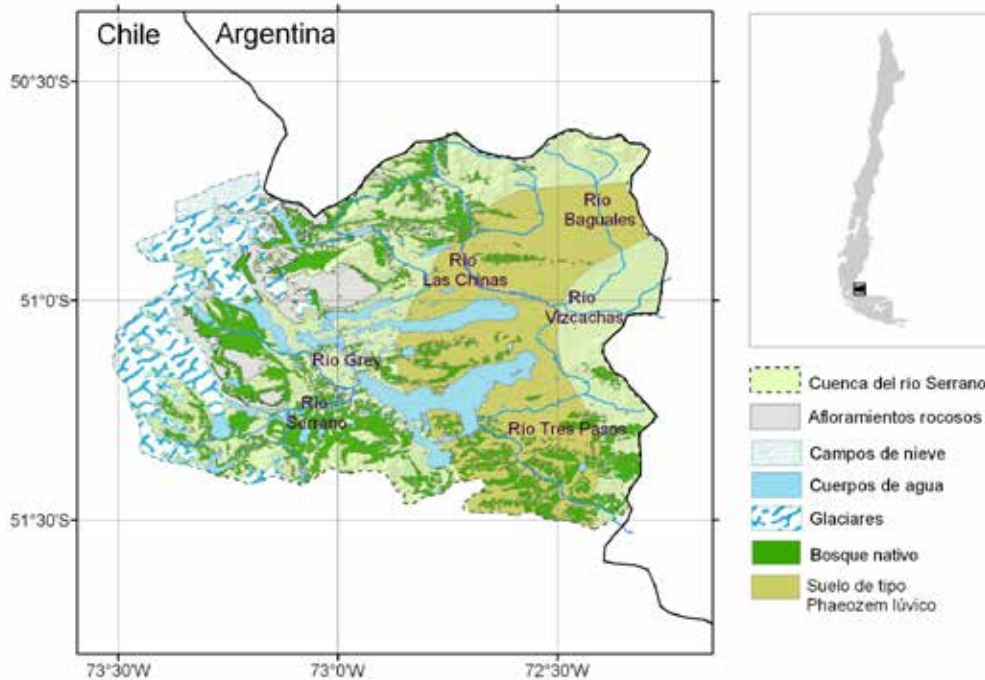 Chile
Argentina
50°30'S
51°0'S
51°30'S
73°30'W
73°0'W
72°30'W
Río
Baguales
Río
Las Chinas
Río
Vizcachas
Río Grey
Río
Serrano
Río Tres Pasos
Cuenca del río Serrano
Afloramientos rocosos
Campos de nieve
Cuerpos de agua
Glaciares
Bosque nativo
Suelo de tipo
Phaeozem lúvico